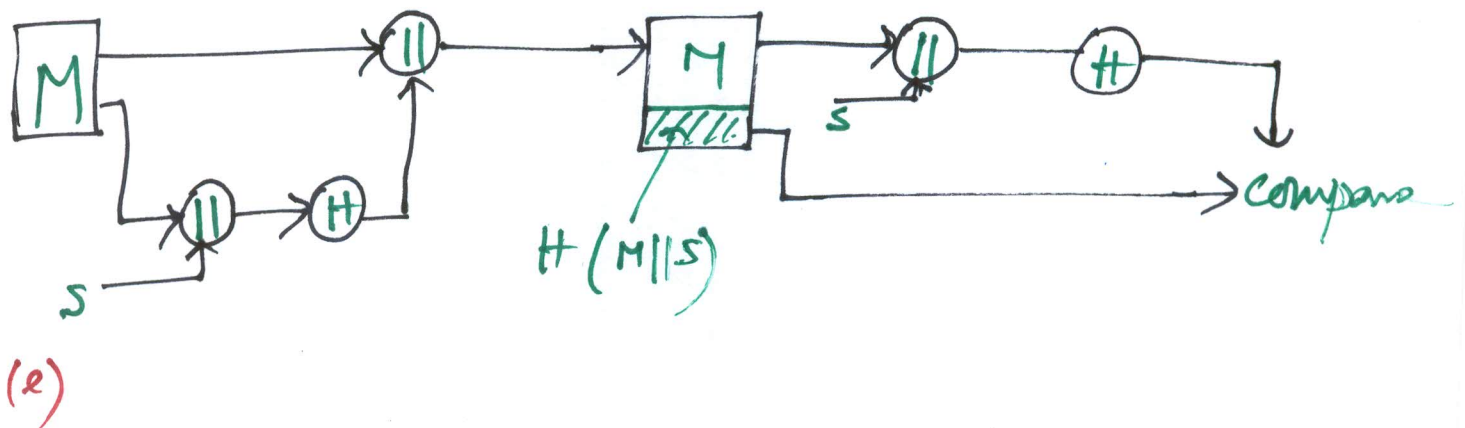 M || M || H
S
Compare
|| H
H(M||S)
S
(e)